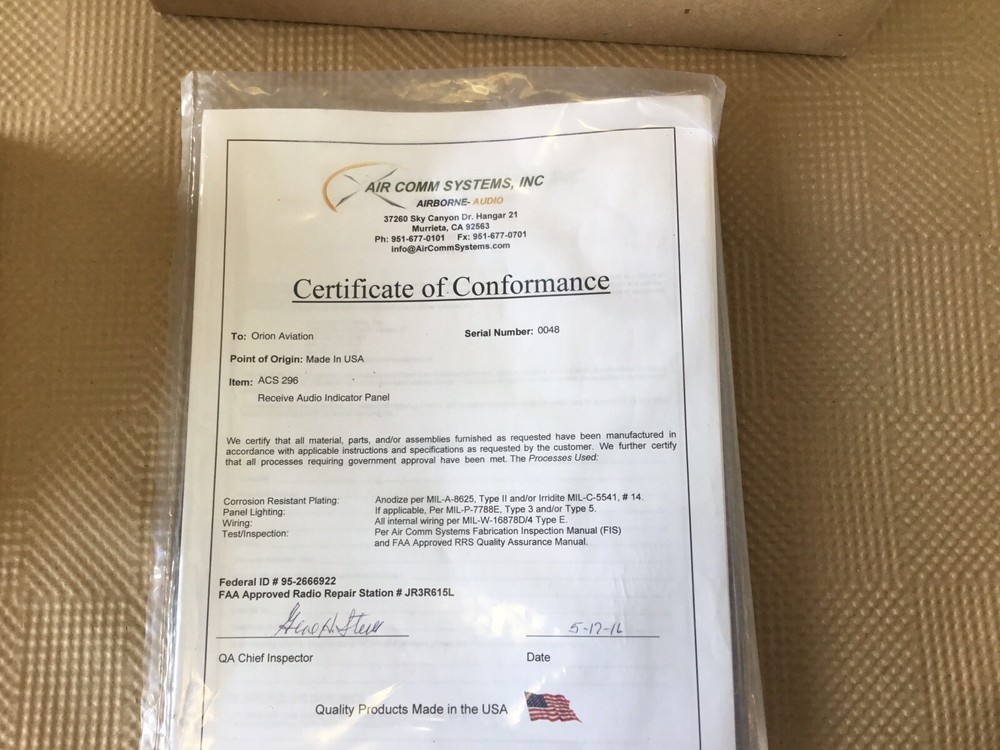 AIR COMM SYSTEMS, INC
AIRBORNE- AUDIO
37260 Sky Canyon Dr. Hangar 21
Murrieta, CA 92563
Ph: 951-677-0101 Fx: 951-677-0701
info@AirCommSystems.com
Certificate of Conformance
To: Orion Aviation Serial Number: 0048
Point of Origin: Made In USA
Item: ACS 296
Receive Audio Indicator Panel
We certify that all material, parts, and/or assemblies furnished as requested have been manufactured in
accordance with applicable instructions and specifications as requested by the customer. We further certify
that all processes requiring government approval have been met. The Processes Used:
Corrosion Resistant Plating: Anodize per MIL-A-8625, Type II and/or Irridite MIL-C-5541, # 14.
Panel Lighting: If applicable, Per MIL-P-7788E, Type 3 and/or Type 5.
Wiring: All internal wiring per MIL-W-16878D/4 Type E.
Test/Inspection: Per Air Comm Systems Fabrication Inspection Manual (FIS)
and FAA Approved RRS Quality Assurance Manual.
Federal ID # 95-2666922
FAA Approved Radio Repair Station # JR3R615L
5-17-16
QA Chief Inspector Date
Quality Products Made in the USA